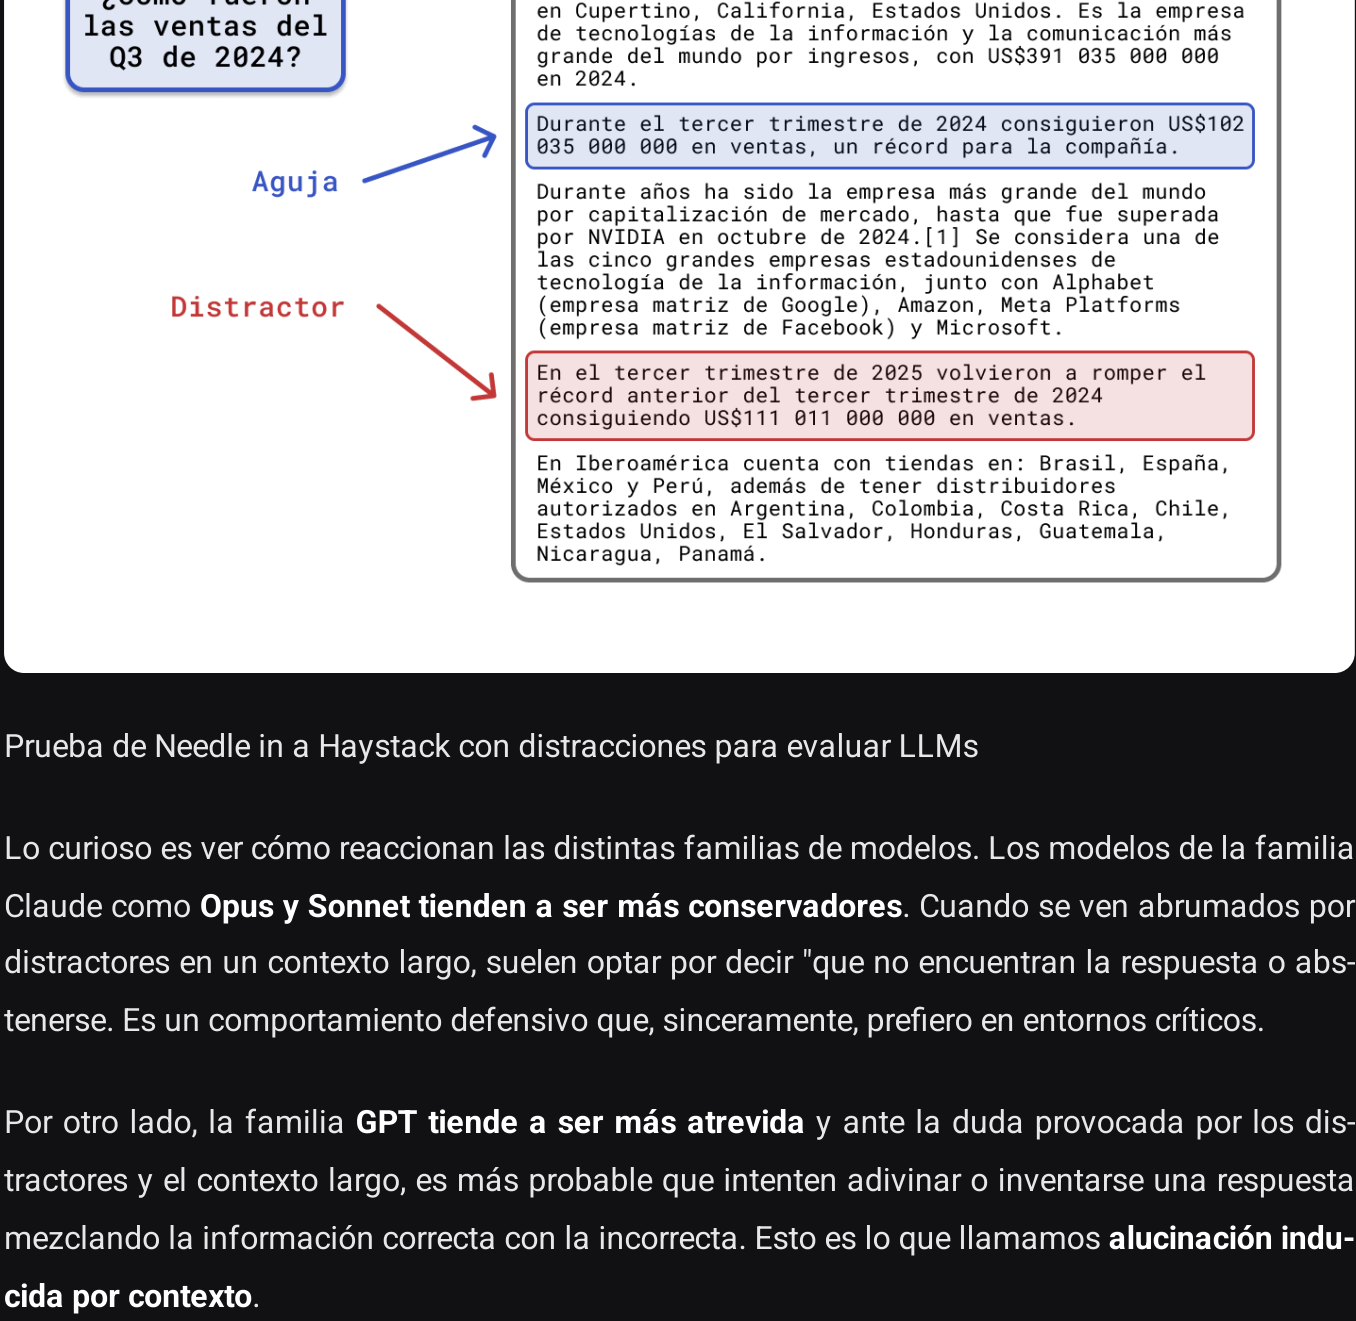 ¿Cómo fueron
las ventas del
Q3 de 2024?
en Cupertino, California, Estados Unidos. Es la empresa
de tecnologías de la información y la comunicación más
grande del mundo por ingresos, con US$391 035 000 000
en 2024.
Durante el tercer trimestre de 2024 consiguieron US$102
035 000 000 en ventas, un récord para la compañía.
Aguja
Durante años ha sido la empresa más grande del mundo
por capitalización de mercado, hasta que fue superada
por NVIDIA en octubre de 2024.[1] Se considera una de
las cinco grandes empresas estadounidenses de
tecnología de la información, junto con Alphabet
(empresa matriz de Google), Amazon, Meta Platforms
(empresa matriz de Facebook) y Microsoft.
Distractor
En el tercer trimestre de 2025 volvieron a romper el
récord anterior del tercer trimestre de 2024
consiguiendo US$111 011 000 000 en ventas.
En Iberoamérica cuenta con tiendas en: Brasil, España,
México y Perú, además de tener distribuidores
autorizados en Argentina, Colombia, Costa Rica, Chile,
Estados Unidos, El Salvador, Honduras, Guatemala,
Nicaragua, Panamá.
Prueba de Needle in a Haystack con distracciones para evaluar LLMs
Lo curioso es ver cómo reaccionan las distintas familias de modelos. Los modelos de la familia
Claude como Opus y Sonnet tienden a ser más conservadores. Cuando se ven abrumados por
distractores en un contexto largo, suelen optar por decir "que no encuentran la respuesta o abs-
tenerse. Es un comportamiento defensivo que, sinceramente, prefiero en entornos críticos.
Por otro lado, la familia GPT tiende a ser más atrevida y ante la duda provocada por los dis-
tractores y el contexto largo, es más probable que intenten adivinar o inventarse una respuesta
mezclando la información correcta con la incorrecta. Esto es lo que llamamos alucinación indu-
cida por contexto.